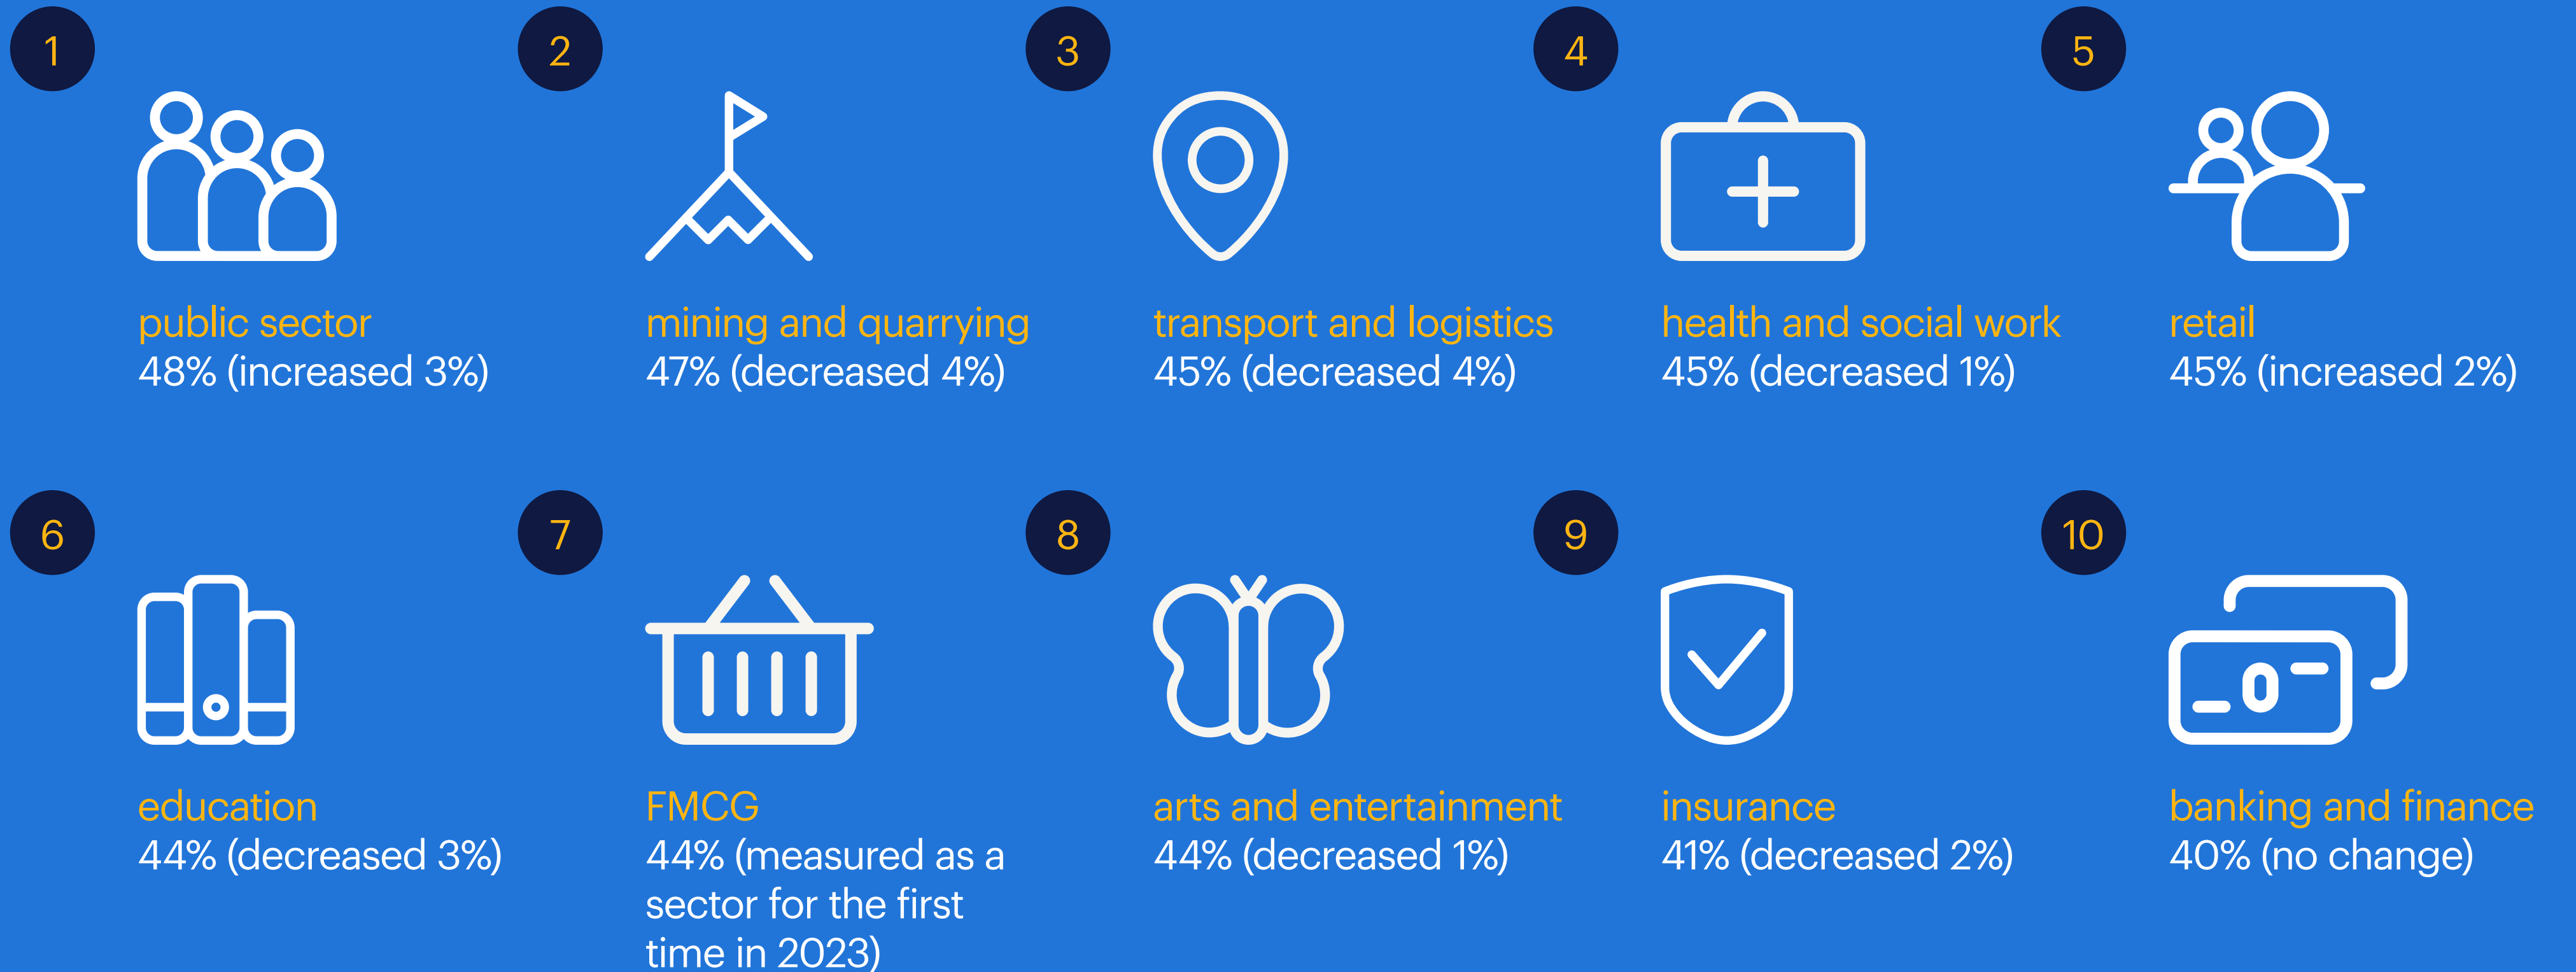 1
public sector
48% (increased 3%)
2
mining and quarrying
47% (decreased 4%)
3
transport and logistics
45% (decreased 4%)
4
health and social work
45% (decreased 1%)
5
retail
45% (increased 2%)
6
education
44% (decreased 3%)
7
FMCG
44% (measured as a
sector for the first
time in 2023)
8
arts and entertainment
44% (decreased 1%)
9
insurance
41% (decreased 2%)
10
banking and finance
40% (no change)